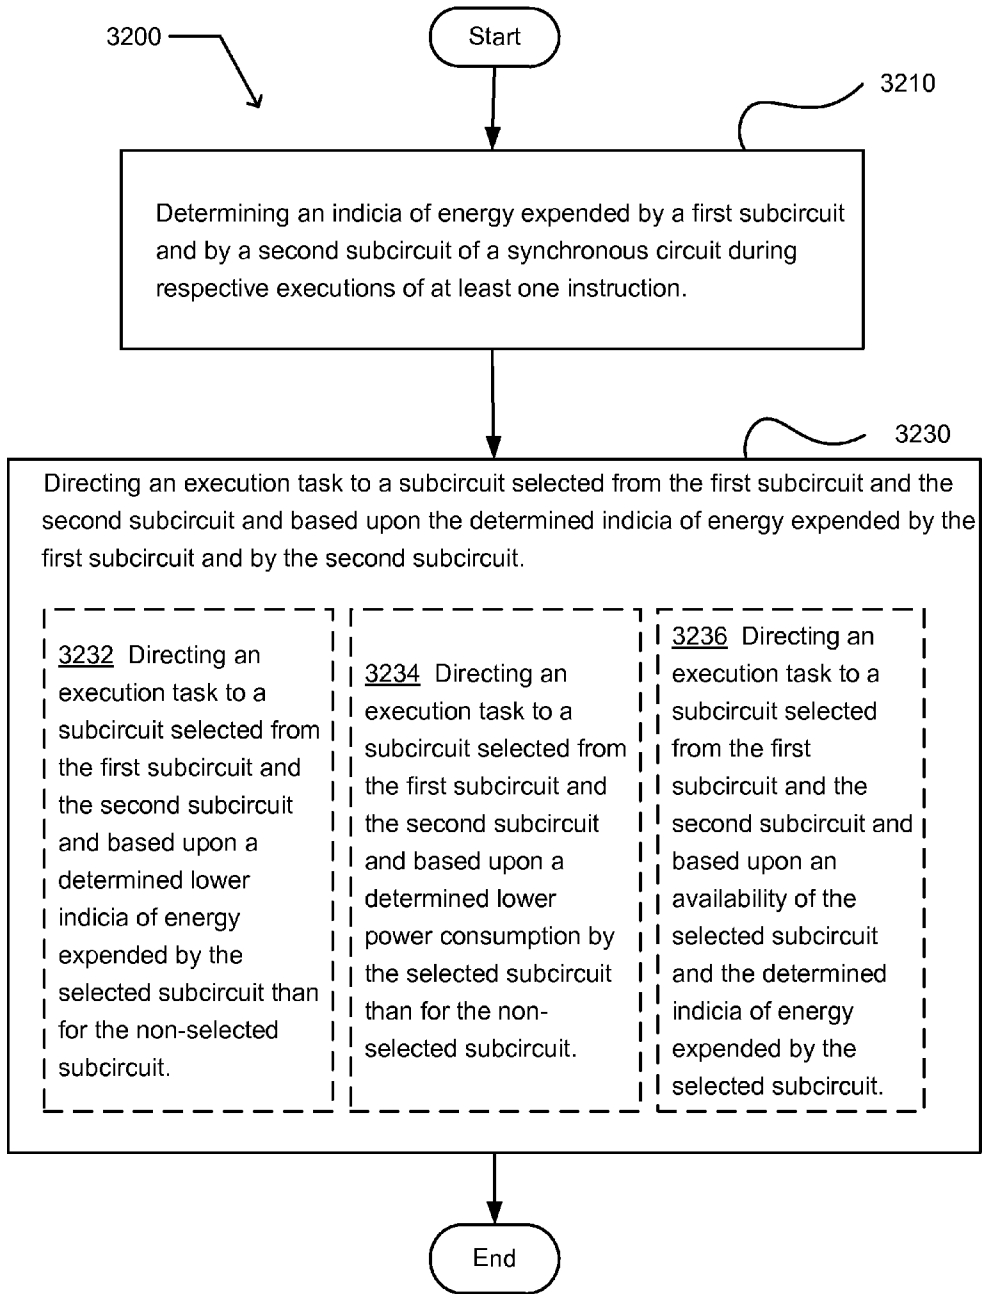 3200
Start
3210
Determining an indicia of energy expended by a first subcircuit
and by a second subcircuit of a synchronous circuit during
respective executions of at least one instruction.
3230
Directing an execution task to a subcircuit selected from the first subcircuit and the
second subcircuit and based upon the determined indicia of energy expended by the
first subcircuit and by the second subcircuit.
3232 Directing an
execution task to a
subcircuit selected from
the first subcircuit and
the second subcircuit
and based upon a
determined lower
indicia of energy
expended by the
selected subcircuit than
for the non-selected
subcircuit.
3234 Directing an
execution task to a
subcircuit selected from
the first subcircuit and
the second subcircuit
and based upon a
determined lower
power consumption by
the selected subcircuit
than for the non-
selected subcircuit.
3236 Directing an
execution task to a
subcircuit selected
from the first
subcircuit and the
second subcircuit and
based upon an
availability of the
selected subcircuit
and the determined
indicia of energy
expended by the
selected subcircuit.
End